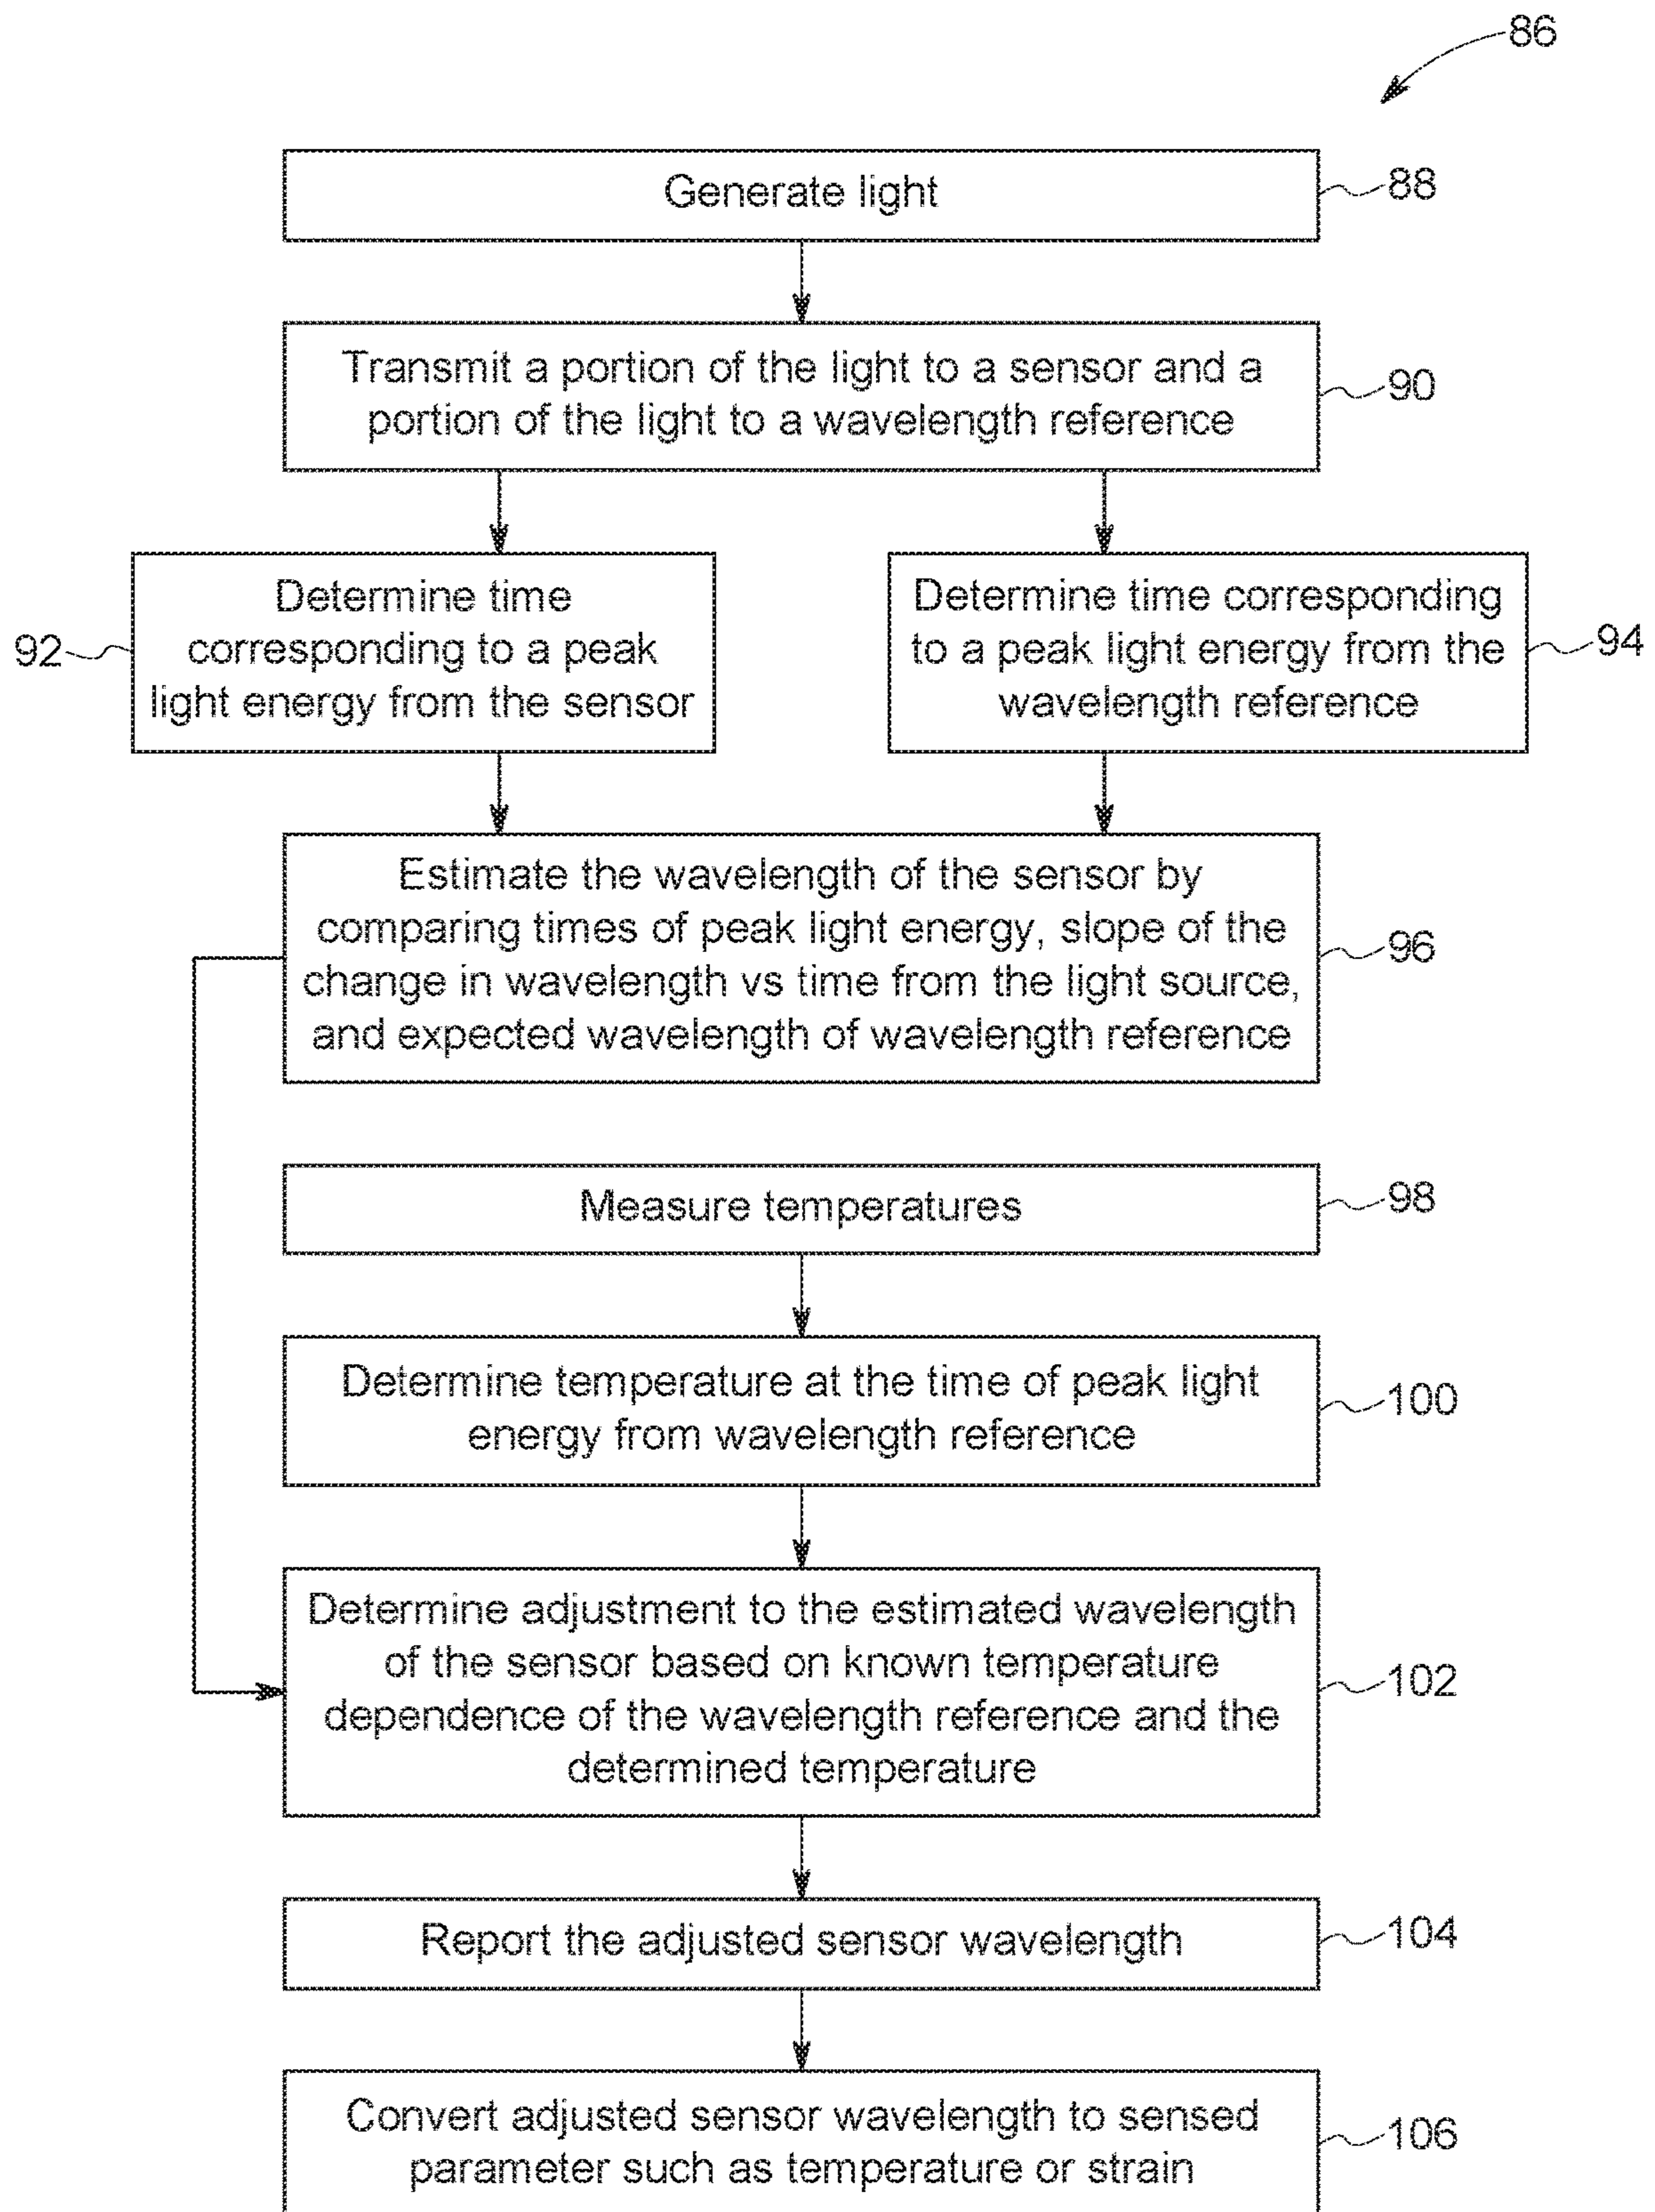 86
Generate light
88
Transmit a portion of the light to a sensor and a
portion of the light to a wavelength reference
90
Determine time
corresponding to a peak
light energy from the sensor
92
Determine time corresponding
to a peak light energy from the
wavelength reference
94
Estimate the wavelength of the sensor by
comparing times of peak light energy, slope of the
change in wavelength vs time from the light source,
and expected wavelength of wavelength reference
96
Measure temperatures
98
Determine temperature at the time of peak light
energy from wavelength reference
100
Determine adjustment to the estimated wavelength
of the sensor based on known temperature
dependence of the wavelength reference and the
determined temperature
102
Report the adjusted sensor wavelength
104
Convert adjusted sensor wavelength to sensed
parameter such as temperature or strain
106